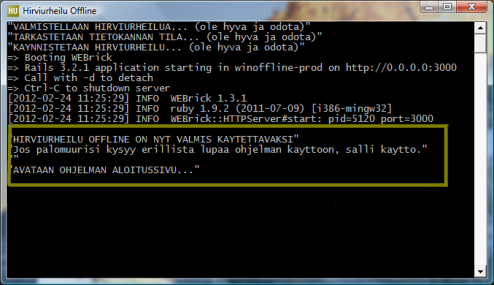 HU Hirviurheilu Offline
"VALMISTELLAAN HIRVIURHEILUA... (ole hyva ja odota)"
"TARKASTETAAN TIETOKANNAN TILA... (ole hyva ja odota)"
"KAYNNISTETAAN HIRVIURHEILU... (ole hyva ja odota)"
=> Booting WEBrick
=> Rails 3.2.1 application starting in winoffline-prod on http://0.0.0.0:3000
=> Call with -d to detach
=> Ctrl-C to shutdown server
[2012-02-24 11:25:29] INFO  WEBrick 1.3.1
[2012-02-24 11:25:29] INFO  ruby 1.9.2 (2011-07-09) [i386-mingw32]
[2012-02-24 11:25:29] INFO  WEBrick::HTTPServer#start: pid=5120 port=3000
"HIRVIURHEILU OFFLINE ON NYT VALMIS KAYTETTAVAKSI"
"Jos palomuurisi kysyy erillista lupaa ohjelman kayttoon, salli kaytto."
""
"AVATAAN OHJELMAN ALOITUSSIVU..."